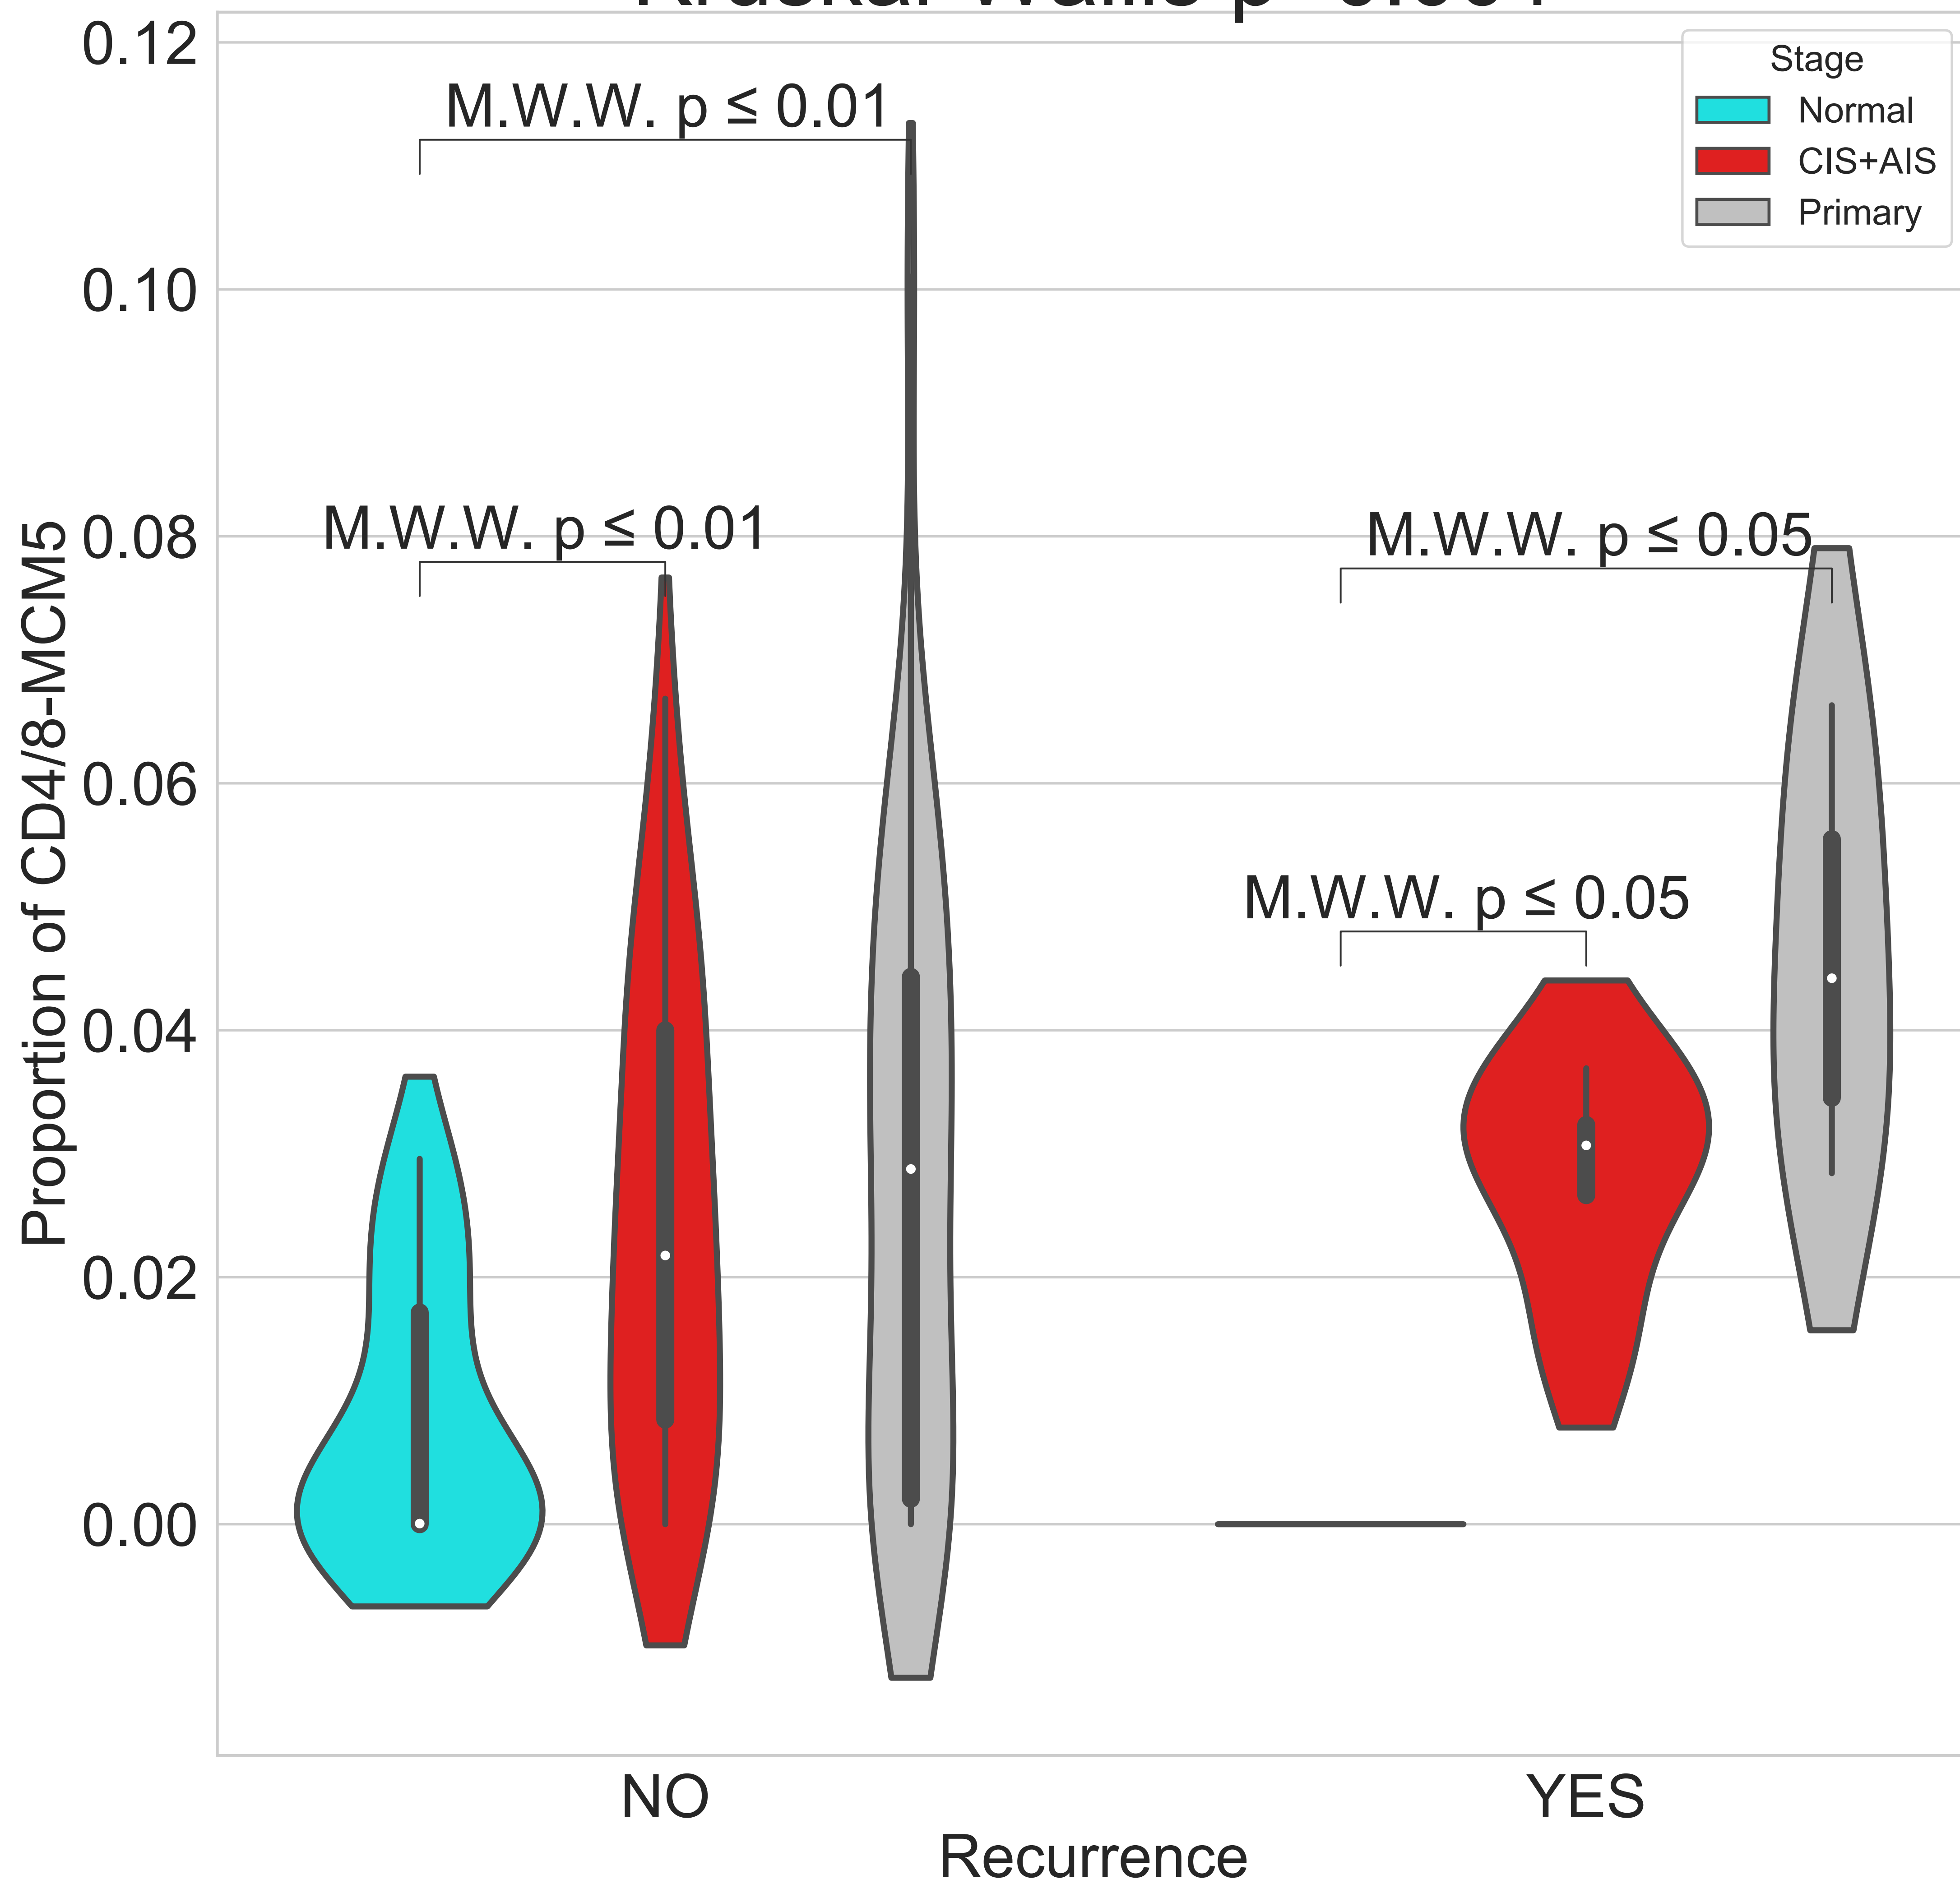 0.12
0.10
0.08
0.06
0.04
0.02
0.00
Proportion of CD4/8-MCM5
M.W.W. p ≤ 0.01
M.W.W. p ≤ 0.01
M.W.W. p ≤ 0.05
M.W.W. p ≤ 0.05
Stage
Normal
CIS+AIS
Primary
NO
YES
Recurrence